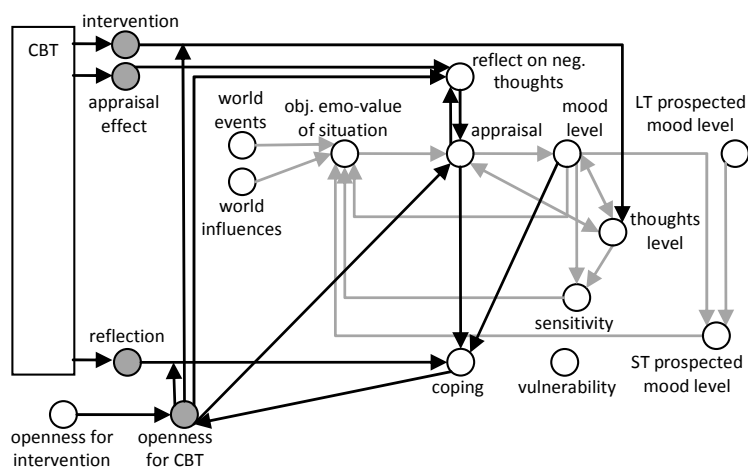 intervention
CBT
appraisal
effect
reflect on neg.
thoughts
world
events
obj. emo-value
of situation
appraisal
mood
level
LT prospected
mood level
world
influences
thoughts
level
sensitivity
reflection
coping
vulnerability
ST prospected
mood level
openness for
intervention
openness
for CBT